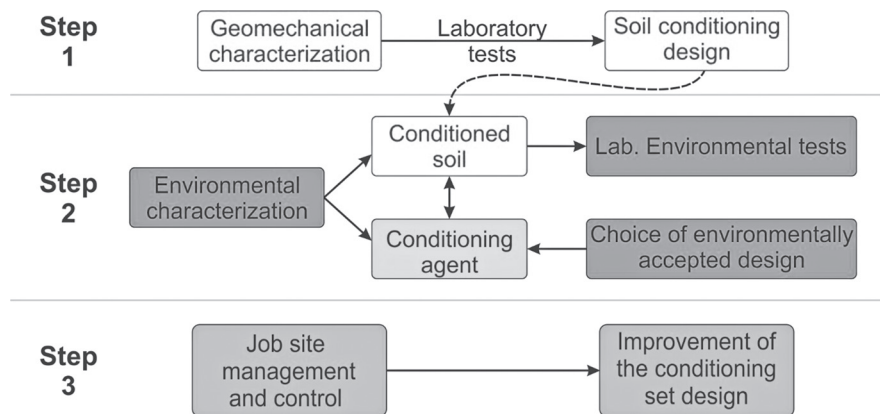 Step
1
Geomechanical
characterization
Laboratory
tests
Soil conditioning
design
Step
2
Environmental
characterization
Conditioned
soil
Lab. Environmental tests
Conditioning
agent
Choice of environmentally
accepted design
Step
3
Job site
management
and control
Improvement of
the conditioning
set design